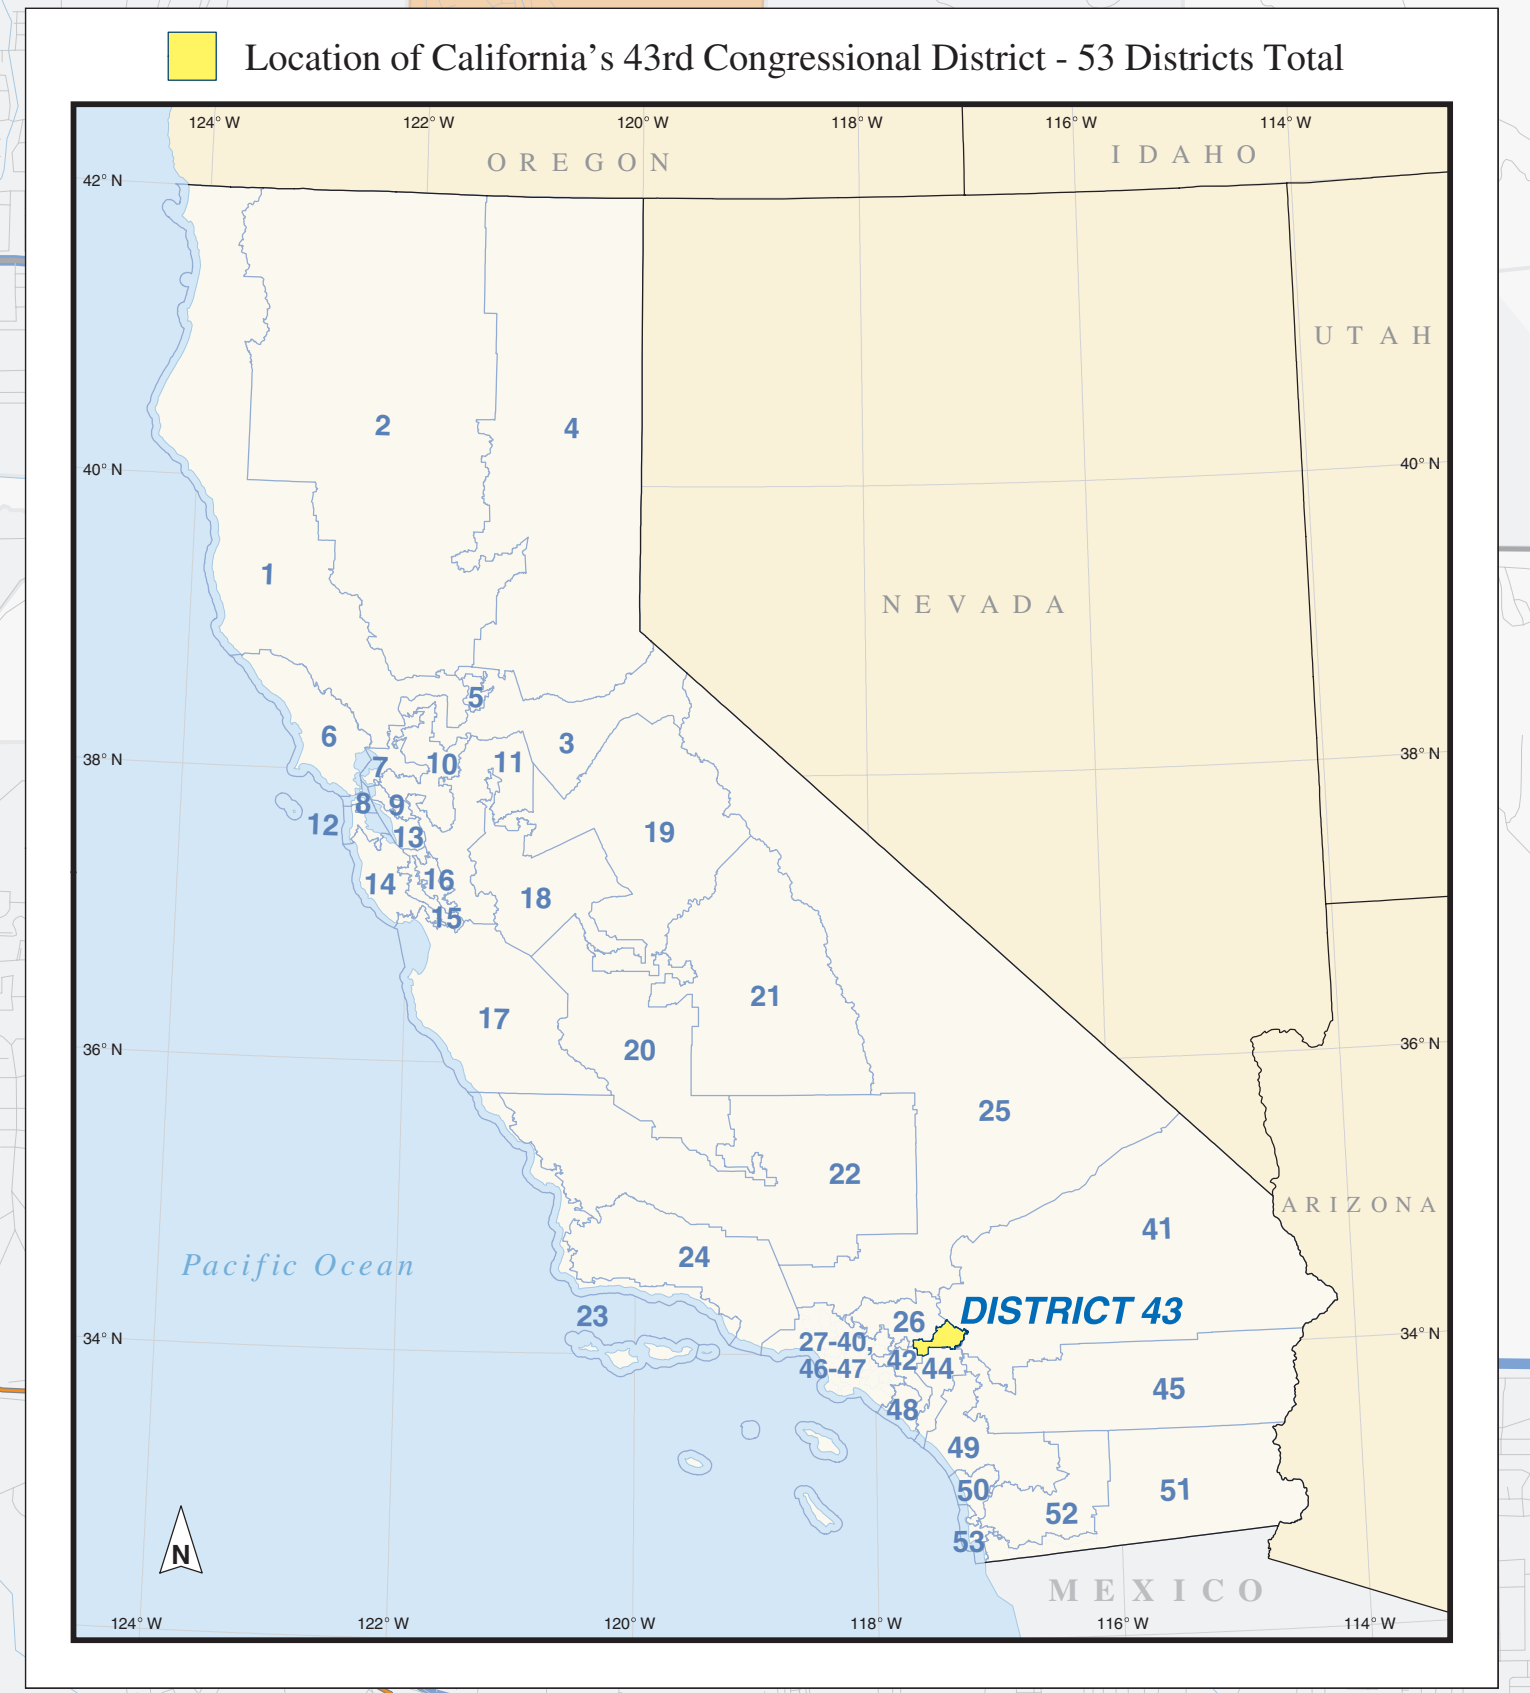 Location of California's 43rd Congressional District - 53 Districts Total
124° W 122° W 120° W 118° W 116° W 114° W
OREGON
IDAHO
42° N
UTAH
2
4
40° N
40° N
1
NEVADA
5
6
3
38° N
38° N
7
10
11
8
9
12
13
19
14
16
18
15
21
17
20
36° N
36° N
25
22
ARIZONA
41
Pacific Ocean
24
DISTRICT 43
23
26
34° N
34° N
27-40,
46-47
42
44
45
48
49
50
51
52
53
N
MEXICO
124° W 122° W 120° W 118° W 116° W 114° W